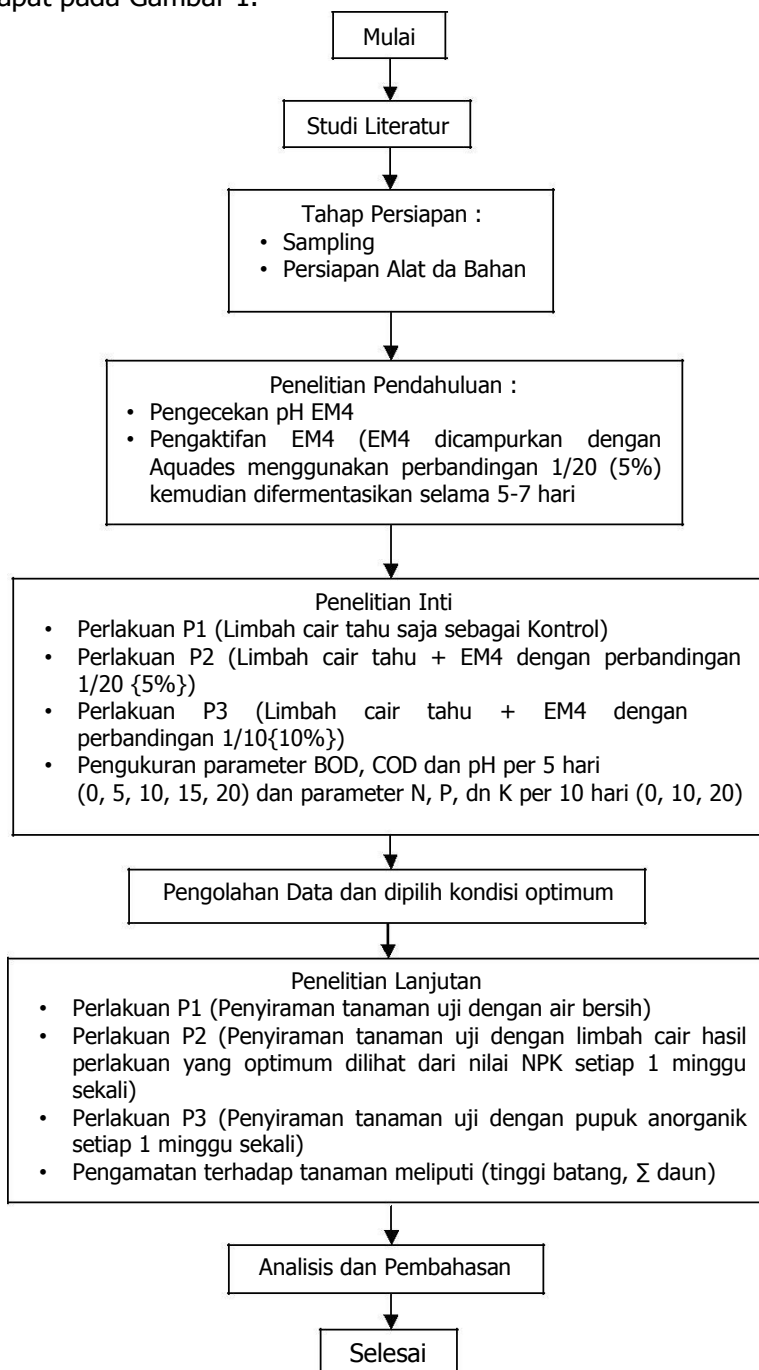 apat pada Gambar 1.
Mulai
Studi Literatur
Tahap Persiapan :
• Sampling
• Persiapan Alat da Bahan
Penelitian Pendahuluan :
• Pengecekan pH EM4
• Pengaktifan EM4 (EM4 dicampurkan dengan
Aquades menggunakan perbandingan 1/20 (5%)
kemudian difermentasikan selama 5-7 hari
Penelitian Inti
• Perlakuan P1 (Limbah cair tahu saja sebagai Kontrol)
• Perlakuan P2 (Limbah cair tahu + EM4 dengan perbandingan
1/20 {5%})
• Perlakuan P3 (Limbah cair tahu + EM4 dengan
perbandingan 1/10{10%})
• Pengukuran parameter BOD, COD dan pH per 5 hari
(0, 5, 10, 15, 20) dan parameter N, P, dn K per 10 hari (0, 10, 20)
Pengolahan Data dan dipilih kondisi optimum
Penelitian Lanjutan
• Perlakuan P1 (Penyiraman tanaman uji dengan air bersih)
• Perlakuan P2 (Penyiraman tanaman uji dengan limbah cair hasil
perlakuan yang optimum dilihat dari nilai NPK setiap 1 minggu
sekali)
• Perlakuan P3 (Penyiraman tanaman uji dengan pupuk anorganik
setiap 1 minggu sekali)
• Pengamatan terhadap tanaman meliputi (tinggi batang, Σ daun)
Analisis dan Pembahasan
Selesai